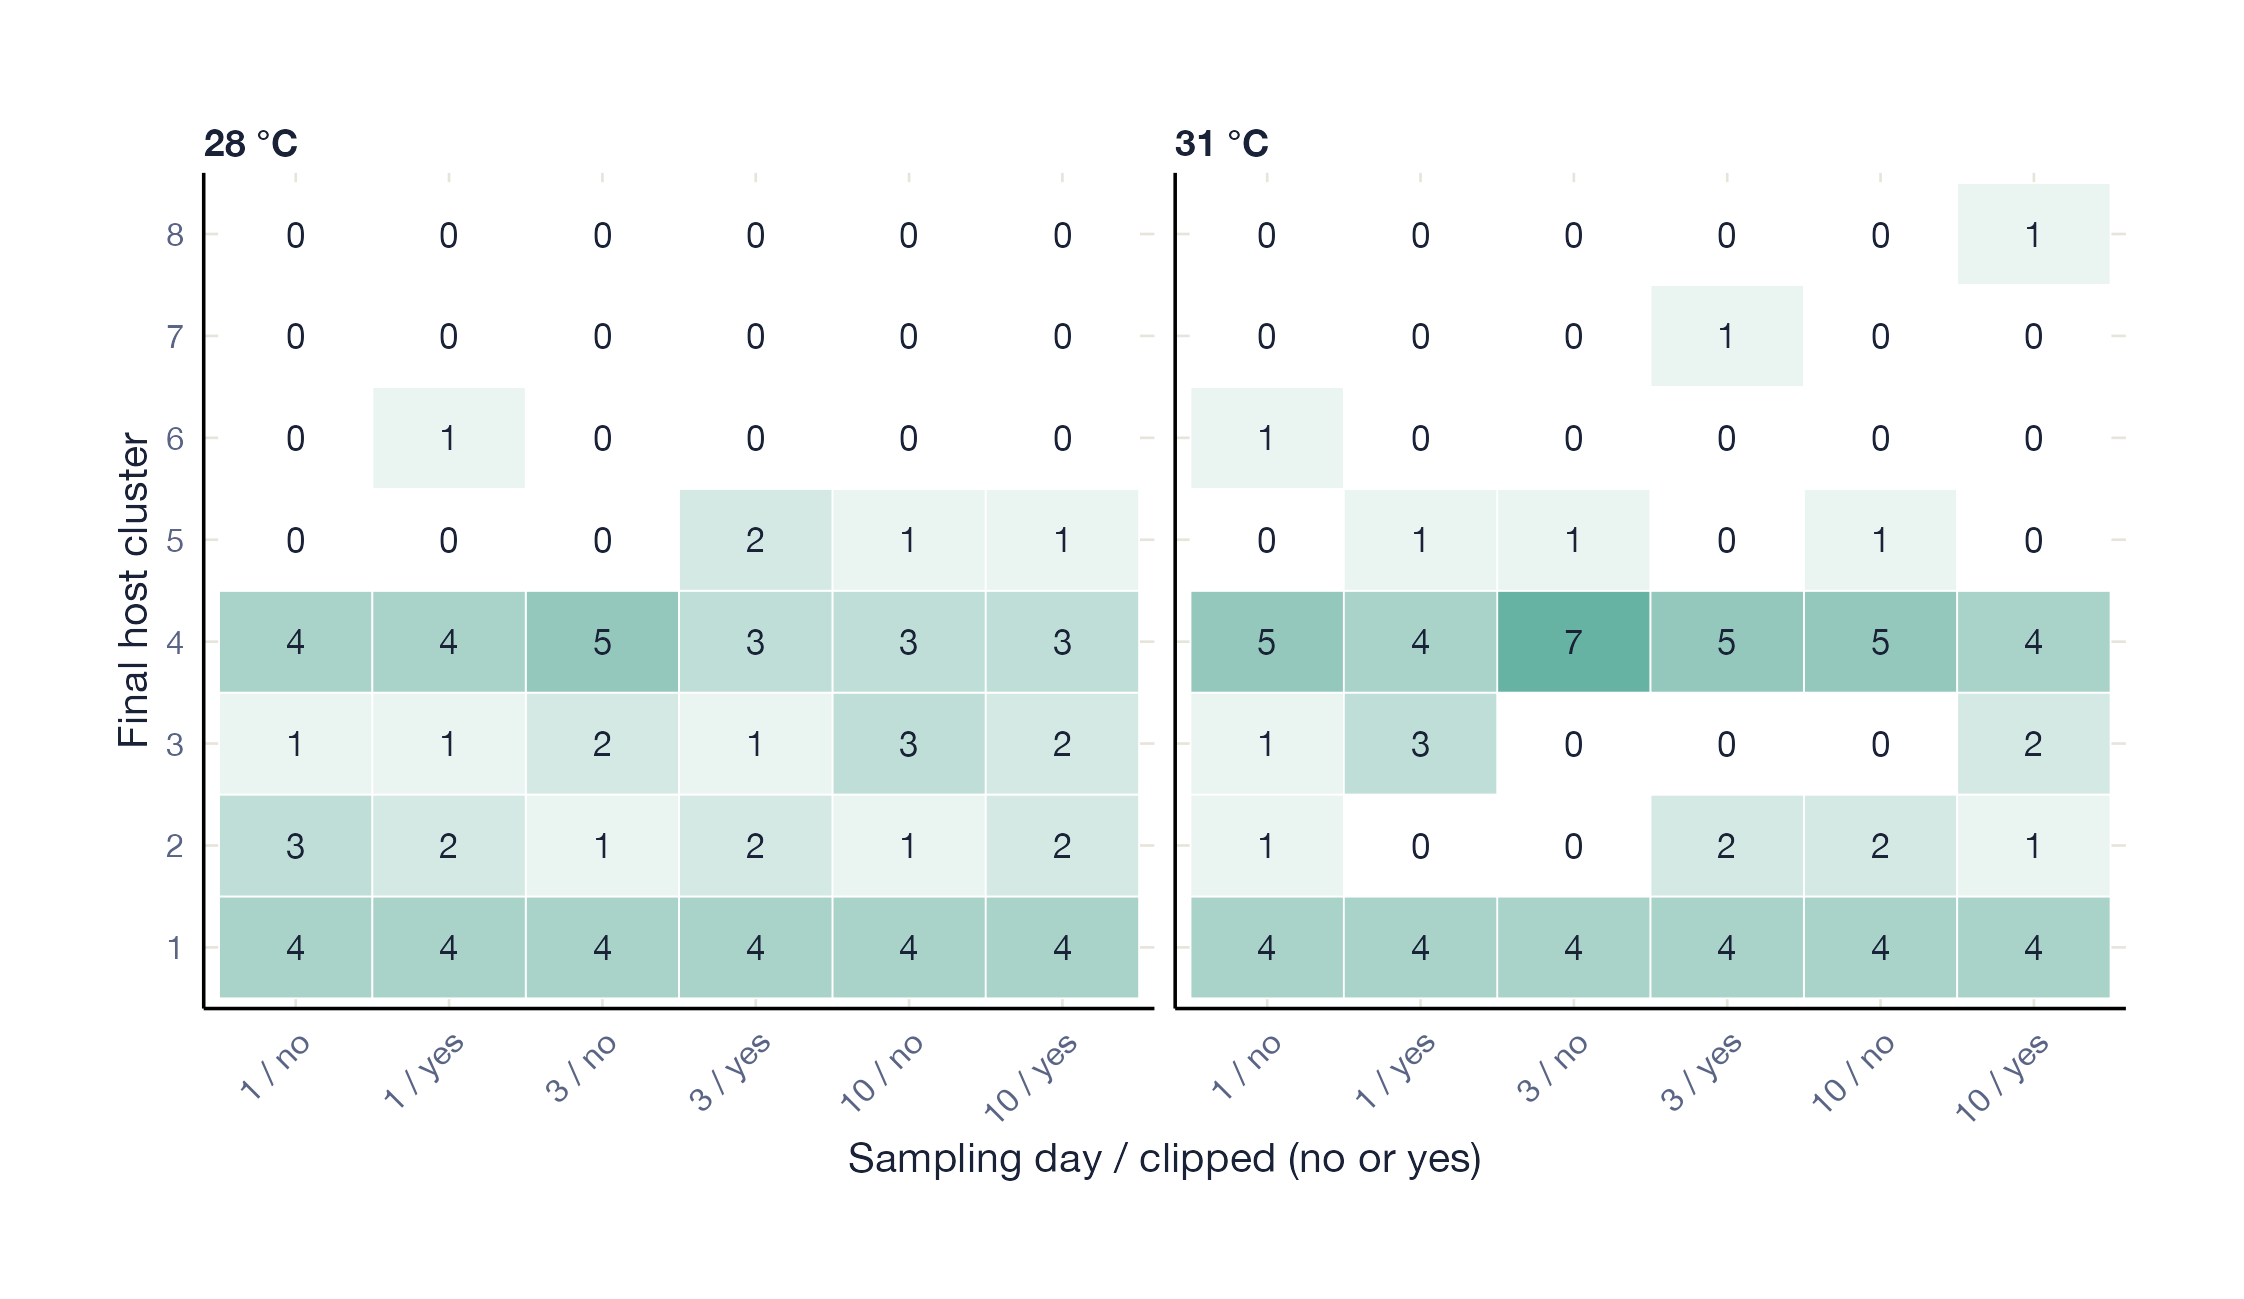 28 °C 31 °C
8 0 0 0 0 0 0 0 0 0 0 0 1
7 0 0 0 0 0 0 0 0 0 1 0 0
6 0 1 0 0 0 0 1 0 0 0 0 0
5 0 0 0 2 1 1 0 1 1 0 1 0
4 4 4 5 3 3 3 5 4 7 5 5 4
3 1 1 2 1 3 2 1 3 0 0 0 2
2 3 2 1 2 1 2 1 0 0 2 2 1
1 4 4 4 4 4 4 4 4 4 4 4 4
Final host cluster
1 / no 1 / yes 3 / no 3 / yes 10 / no 10 / yes 1 / no 1 / yes 3 / no 3 / yes 10 / no 10 / yes
Sampling day / clipped (no or yes)